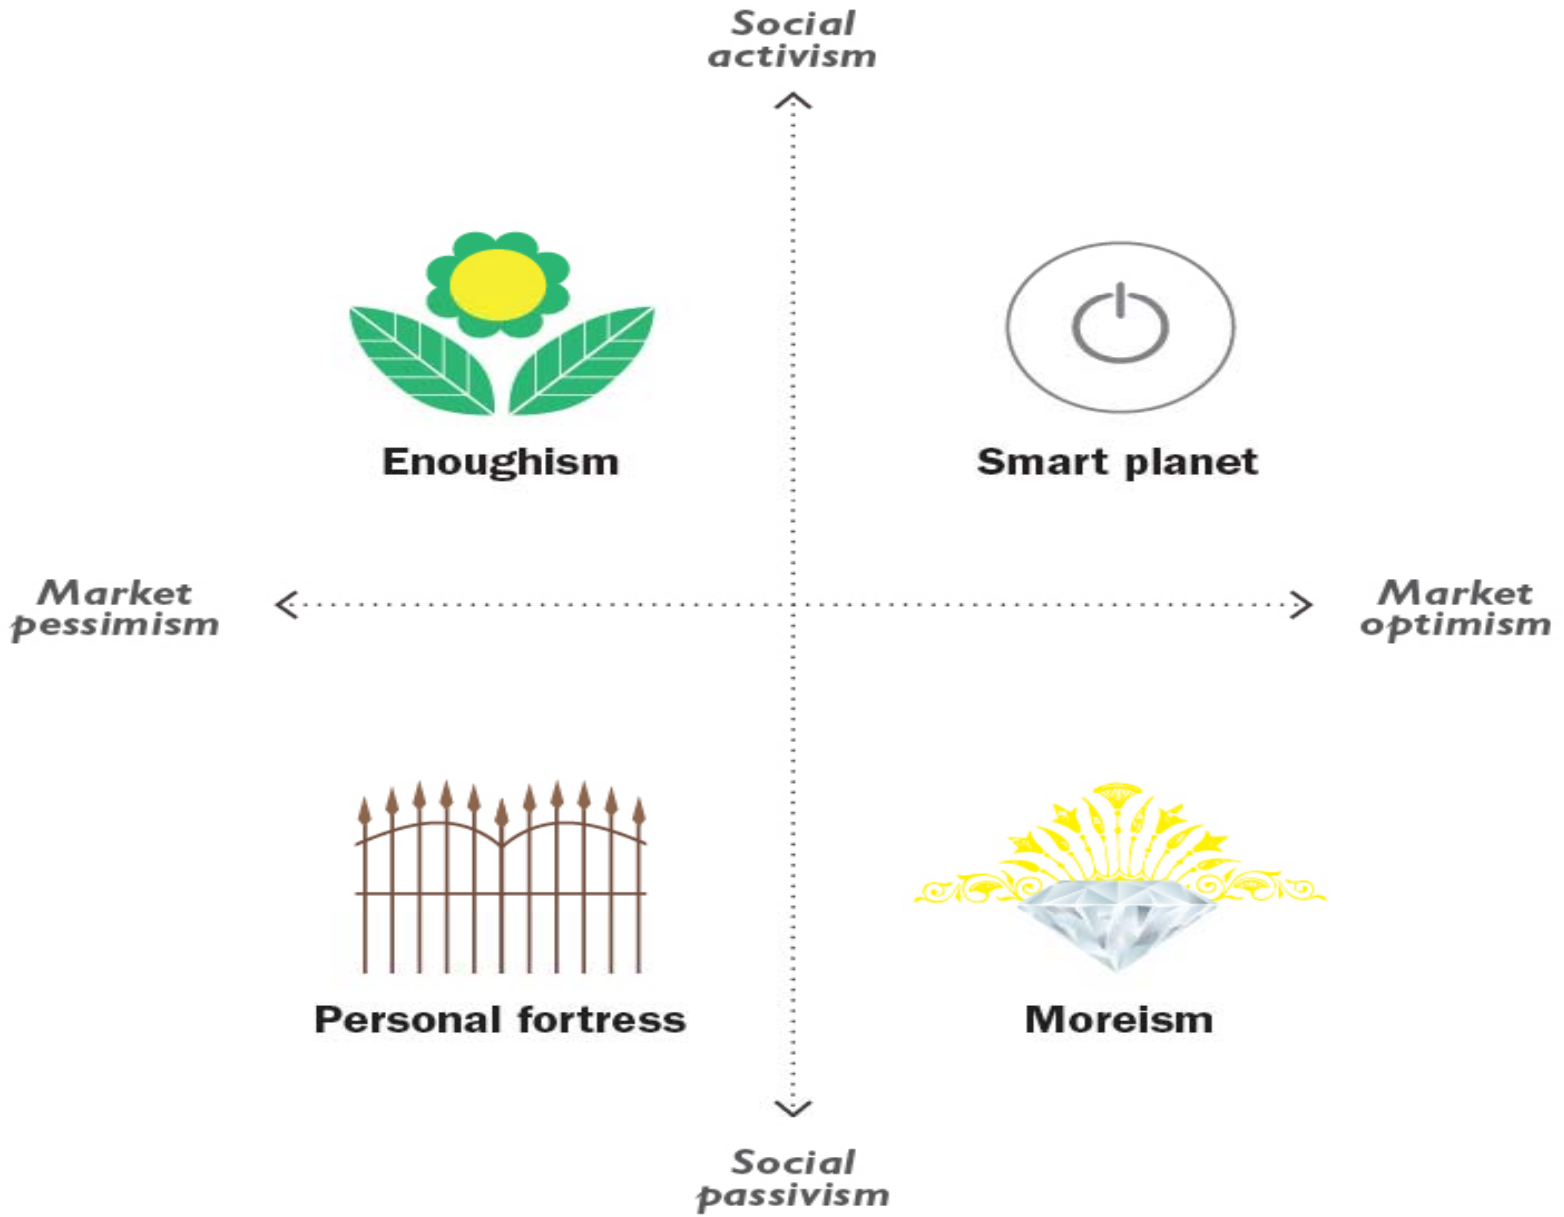 Social
activism
Enoughism
Smart planet
Market
pessimism
Market
optimism
Personal fortress
Moreism
Social
passivism